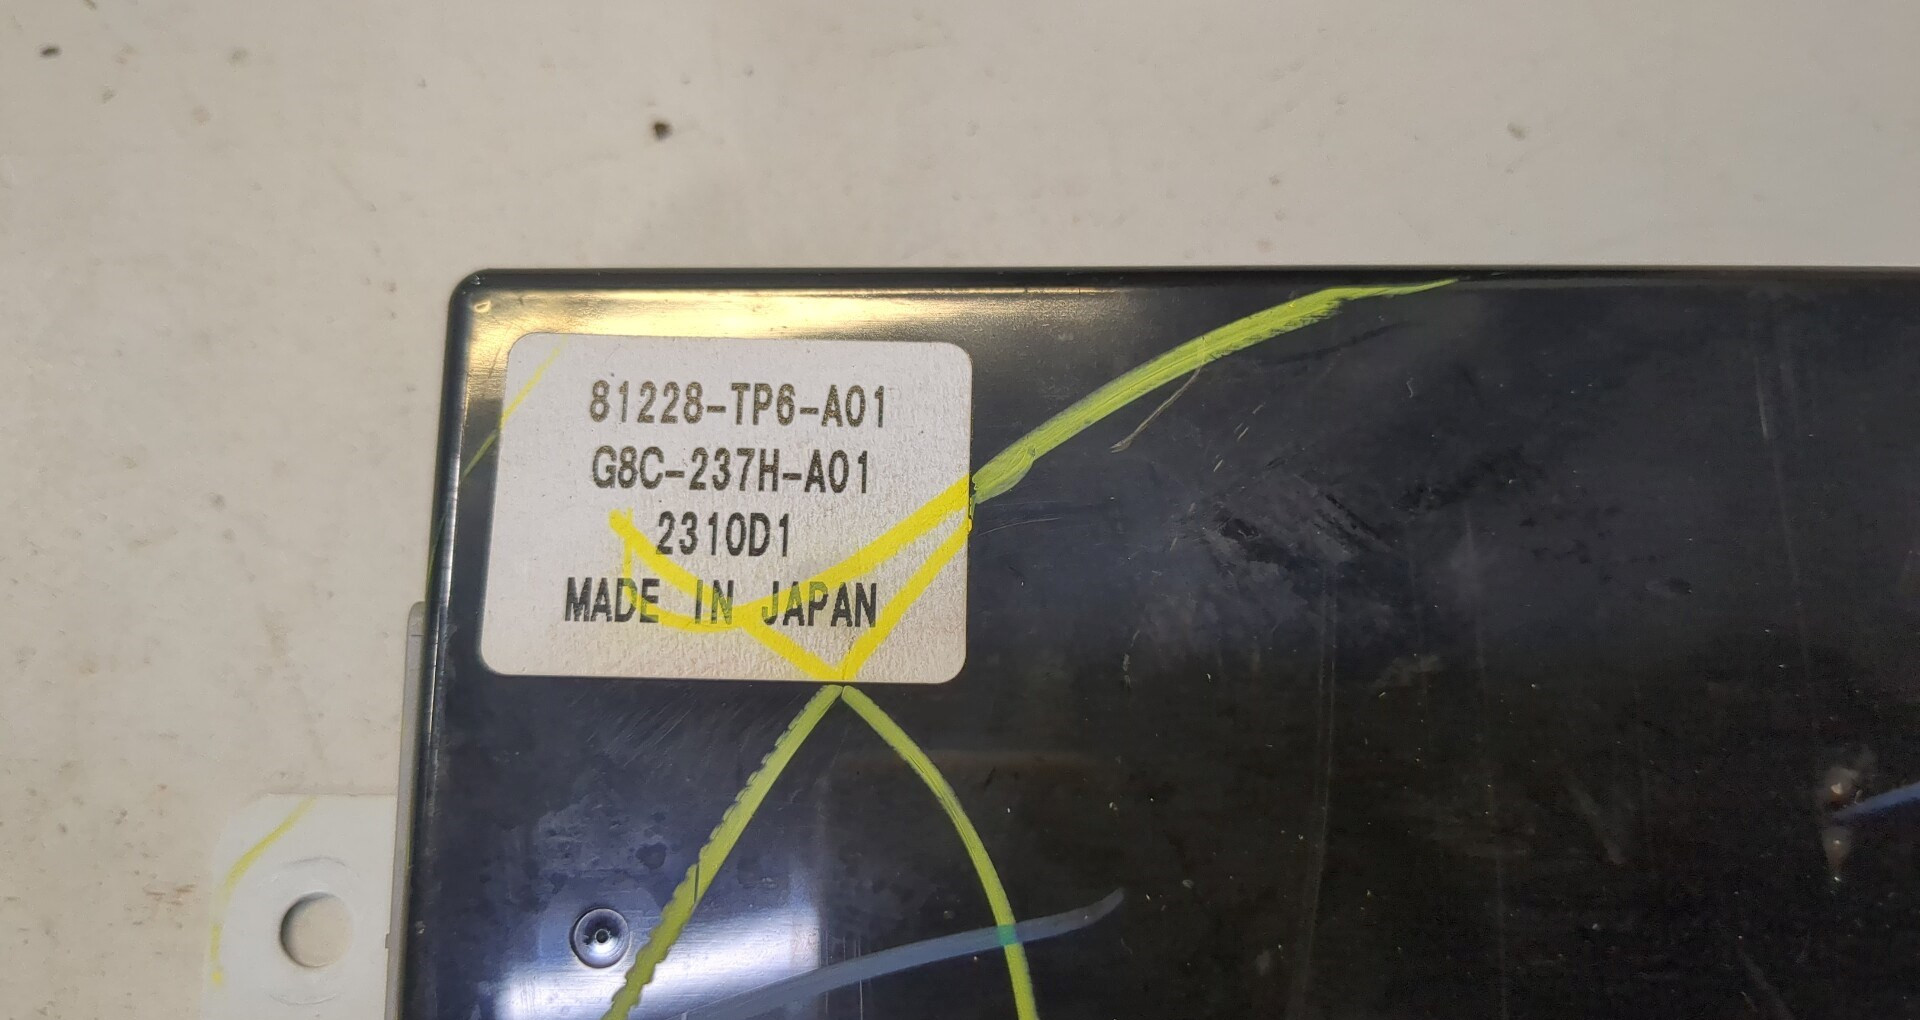 81228-TP6-A01
G8C-237H-A01
2310D1
MADE IN JAPAN